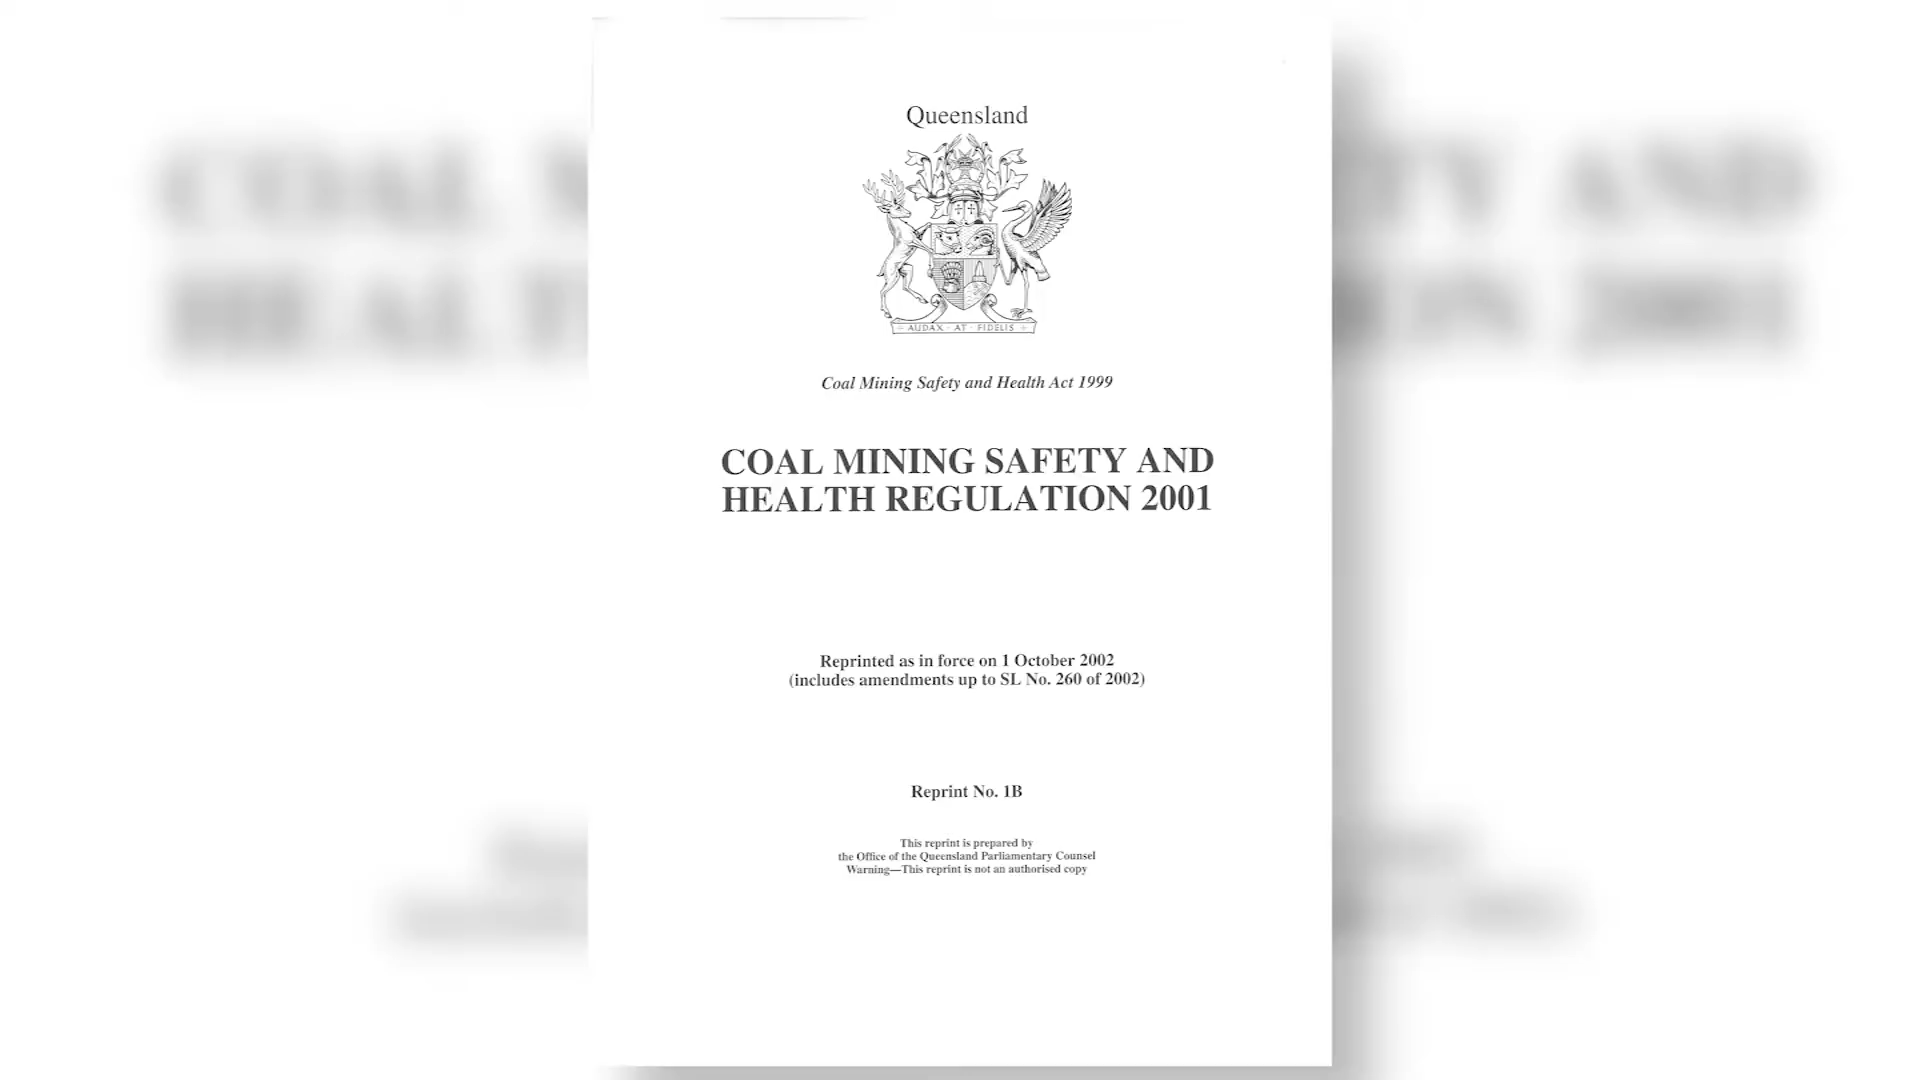 Queensland
AUDAX · AT · FIDELIS
Coal Mining Safety and Health Act 1999
COAL MINING SAFETY AND
HEALTH REGULATION 2001
Reprinted as in force on 1 October 2002
(includes amendments up to SL No. 260 of 2002)
Reprint No. 1B
This reprint is prepared by
the Office of the Queensland Parliamentary Counsel
Warning—This reprint is not an authorised copy